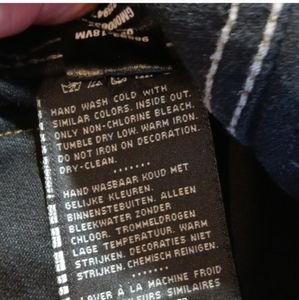 HAND WASH COLD WITH
SIMILAR COLORS. INSIDE OUT.
ONLY NON-CHLORINE BLEACH.
TUMBLE DRY LOW. WARM IRON.
DO NOT IRON ON DECORATION.
DRY-CLEAN.
.......
HAND WASBAAR KOUD MET
GELIJKE KLEUREN.
BINNENSTEBUITEN. ALLEEN
BLEEKWATER ZONDER
CHLOOR. TROMMELDROGEN
LAGE TEMPERATUUR. WARM
STRIJKEN. DECORATIES NIET
STRIJKEN. CHEMISCH REINIGEN.
.......
LAVER À LA MACHINE FROID
SIMILAIRES